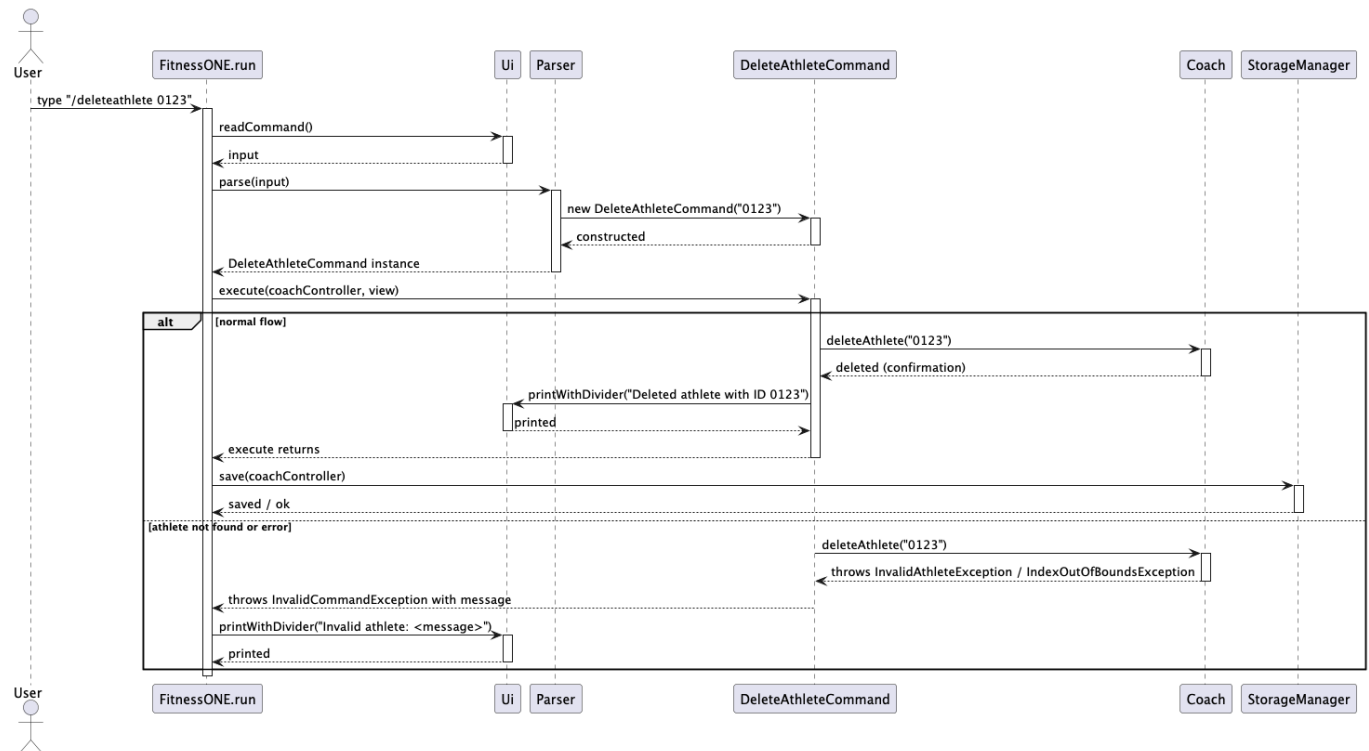 User
FitnessONE.run
Ui
Parser
DeleteAthleteCommand
Coach
StorageManager
type "/deleteathlete 0123"
readCommand()
input
parse(input)
new DeleteAthleteCommand("0123")
constructed
DeleteAthleteCommand instance
execute(coachController, view)
alt
[normal flow]
deleteAthlete("0123")
deleted (confirmation)
printWithDivider("Deleted athlete with ID 0123")
printed
execute returns
save(coachController)
saved / ok
[athlete not found or error]
deleteAthlete("0123")
throws InvalidAthleteException / IndexOutOfBoundsException
throws InvalidCommandException with message
printWithDivider("Invalid athlete: <message>")
printed
User
FitnessONE.run
Ui
Parser
DeleteAthleteCommand
Coach
StorageManager